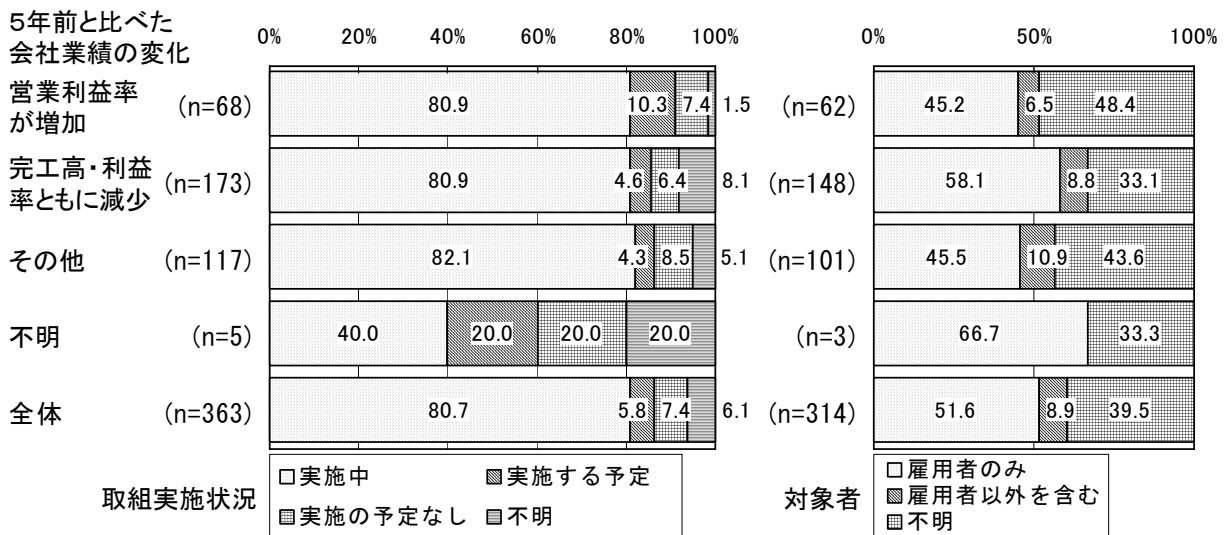 5年前と比べた
会社業績の変化
0% 20% 40% 60% 80% 100%
0% 50% 100%
営業利益率
が増加
(n=68) 80.9 10.3 7.4 1.5
(n=62) 45.2 6.5 48.4
完工高・利益
率ともに減少
(n=173) 80.9 4.6 6.4 8.1
(n=148) 58.1 8.8 33.1
その他 (n=117) 82.1 4.3 8.5 5.1
(n=101) 45.5 10.9 43.6
不明 (n=5) 40.0 20.0 20.0 20.0
(n=3) 66.7 33.3
全体 (n=363) 80.7 5.8 7.4 6.1
(n=314) 51.6 8.9 39.5
取組実施状況
実施中 実施する予定
実施の予定なし 不明
対象者
雇用者のみ
雇用者以外を含む
不明